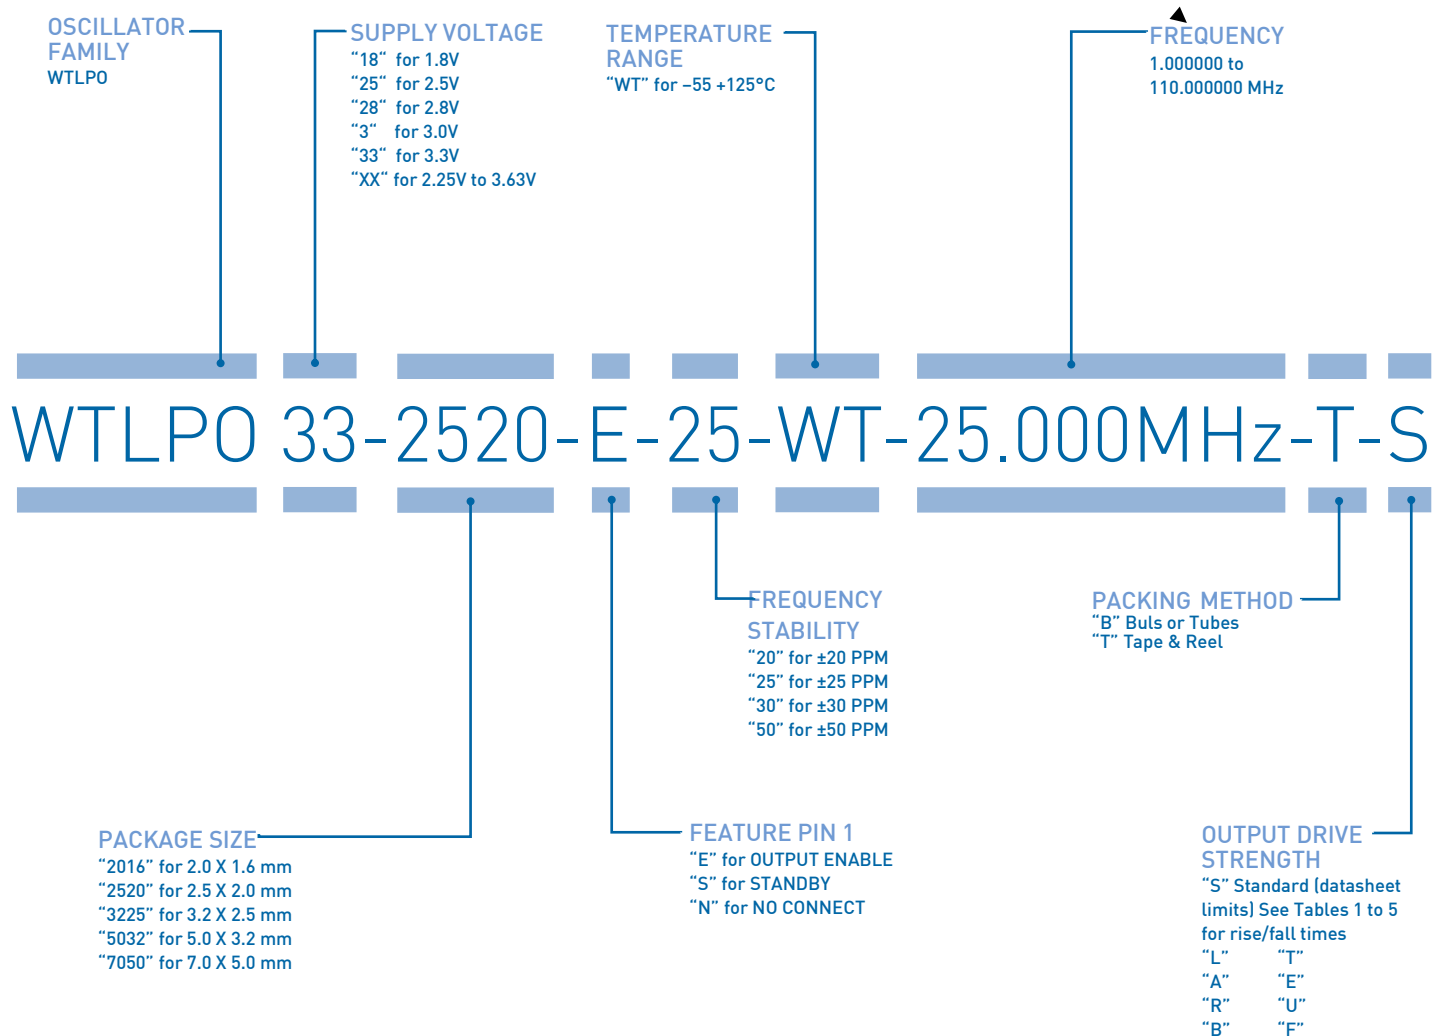 OSCILLATOR
FAMILY
WTLPO
SUPPLY VOLTAGE
“18“ for 1.8V
“25“ for 2.5V
“28“ for 2.8V
“3“ for 3.0V
“33“ for 3.3V
“XX“ for 2.25V to 3.63V
TEMPERATURE
RANGE
“WT” for –55 +125°C
FREQUENCY
1.000000 to
110.000000 MHz
WTLPO 33-2520-E-25-WT-25.000MHz-T-S
FREQUENCY
STABILITY
“20” for ±20 PPM
“25” for ±25 PPM
“30” for ±30 PPM
“50” for ±50 PPM
PACKING METHOD
“B” Buls or Tubes
“T” Tape & Reel
PACKAGE SIZE
“2016” for 2.0 X 1.6 mm
“2520” for 2.5 X 2.0 mm
“3225” for 3.2 X 2.5 mm
“5032” for 5.0 X 3.2 mm
“7050” for 7.0 X 5.0 mm
FEATURE PIN 1
“E” for OUTPUT ENABLE
“S” for STANDBY
“N” for NO CONNECT
OUTPUT DRIVE
STRENGTH
“S” Standard (datasheet
limits) See Tables 1 to 5
for rise/fall times
“L” “T”
“A” “E”
“R” “U”
“B” “F”